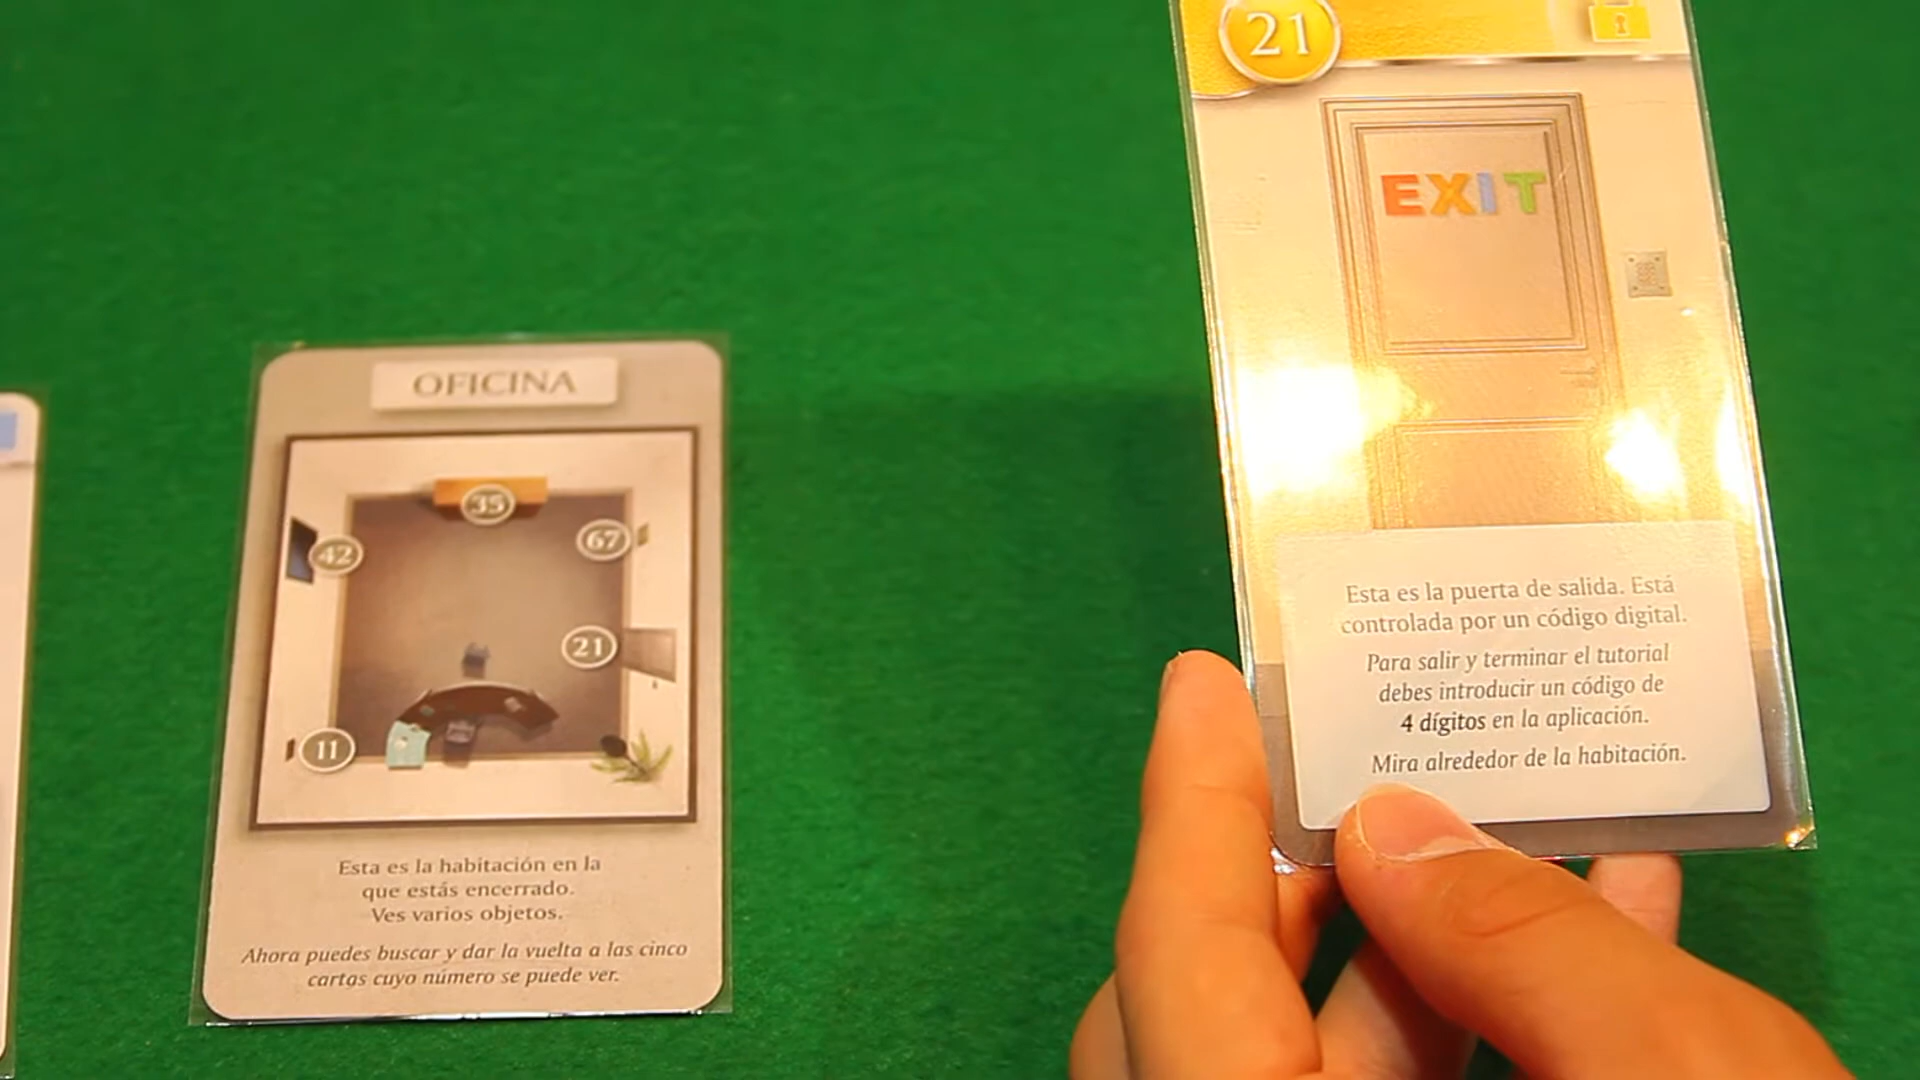 OFICINA
35
42
67
21
11
Esta es la habitación en la
que estás encerrado.
Ves varios objetos.
Ahora puedes buscar y dar la vuelta a las cinco
cartas cuyo número se puede ver.
21
EXIT
Esta es la puerta de salida. Está
controlada por un código digital.
Para salir y terminar el tutorial
debes introducir un código de
4 dígitos en la aplicación.
Mira alrededor de la habitación.